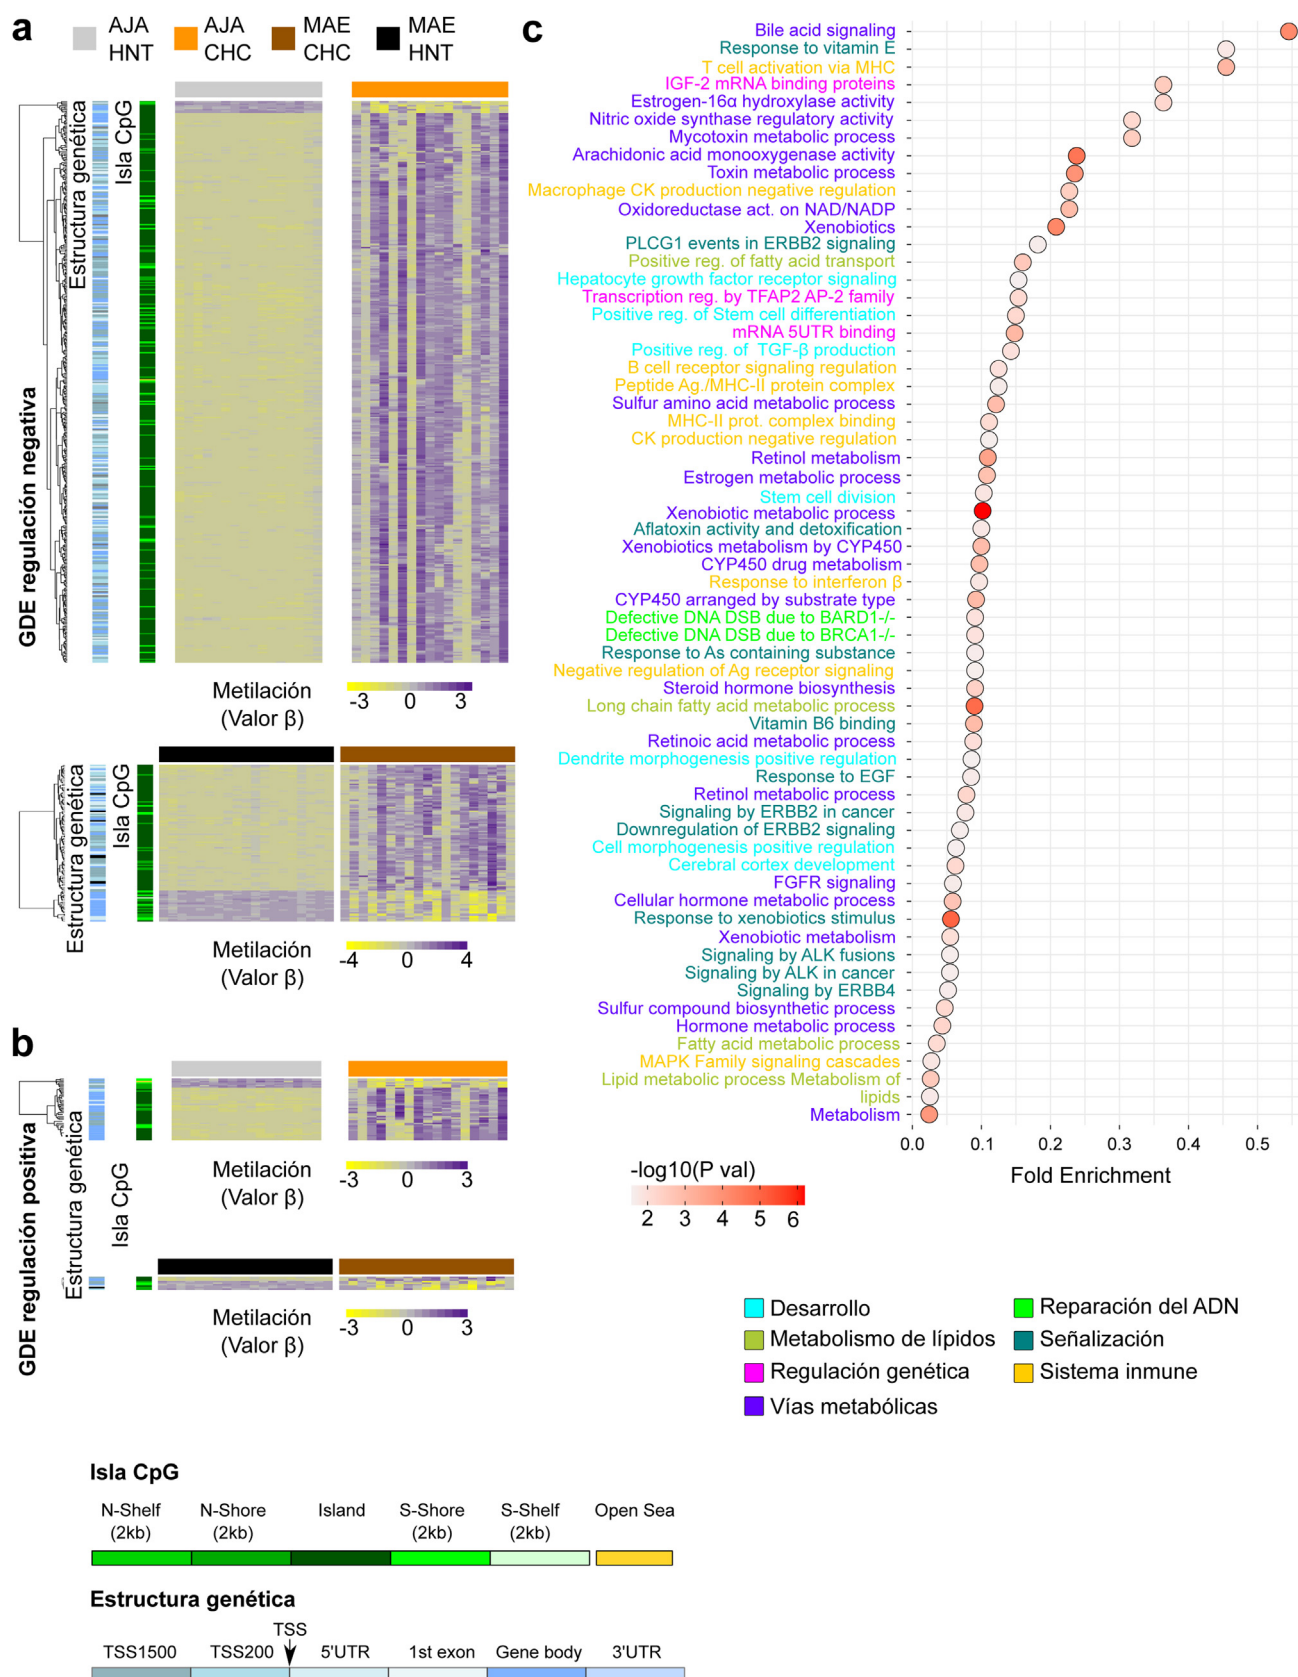 a
AJA
HNT
AJA
CHC
MAE
CHC
MAE
HNT
GDE regulación negativa
Estructura genética
Isla CpG
Metilación
(Valor β)
-3
0
3
Estructura genética
Isla CpG
Metilación
(Valor β)
-4
0
4
b
GDE regulación positiva
Estructura genética
Isla CpG
Metilación
(Valor β)
-3
0
3
Estructura genética
Metilación
(Valor β)
-3
0
3
c
Bile acid signaling
Response to vitamin E
T cell activation via MHC
IGF-2 mRNA binding proteins
Estrogen-16α hydroxylase activity
Nitric oxide synthase regulatory activity
Mycotoxin metabolic process
Arachidonic acid monooxygenase activity
Toxin metabolic process
Macrophage CK production negative regulation
Oxidoreductase act. on NAD/NADP
Xenobiotics
PLCG1 events in ERBB2 signaling
Positive reg. of fatty acid transport
Hepatocyte growth factor receptor signaling
Transcription reg. by TFAP2 AP-2 family
Positive reg. of Stem cell differentiation
mRNA 5UTR binding
Positive reg. of TGF-β production
B cell receptor signaling regulation
Peptide Ag./MHC-II protein complex
Sulfur amino acid metabolic process
MHC-II prot. complex binding
CK production negative regulation
Retinol metabolism
Estrogen metabolic process
Stem cell division
Xenobiotic metabolic process
Aflatoxin activity and detoxification
Xenobiotics metabolism by CYP450
CYP450 drug metabolism
Response to interferon β
CYP450 arranged by substrate type
Defective DNA DSB due to BARD1-/-
Defective DNA DSB due to BRCA1-/-
Response to As containing substance
Negative regulation of Ag receptor signaling
Steroid hormone biosynthesis
Long chain fatty acid metabolic process
Vitamin B6 binding
Retinoic acid metabolic process
Dendrite morphogenesis positive regulation
Response to EGF
Retinol metabolic process
Signaling by ERBB2 in cancer
Downregulation of ERBB2 signaling
Cell morphogenesis positive regulation
Cerebral cortex development
FGFR signaling
Cellular hormone metabolic process
Response to xenobiotics stimulus
Xenobiotic metabolism
Signaling by ALK fusions
Signaling by ALK in cancer
Signaling by ERBB4
Sulfur compound biosynthetic process
Hormone metabolic process
Fatty acid metabolic process
MAPK Family signaling cascades
Lipid metabolic process Metabolism of
lipids
Metabolism
0.0 0.1 0.2 0.3 0.4 0.5
Fold Enrichment
-log10(P val)
2 3 4 5 6
Desarrollo
Metabolismo de lípidos
Regulación genética
Vías metabólicas
Reparación del ADN
Señalización
Sistema inmune
Isla CpG
N-Shelf
(2kb)
N-Shore
(2kb)
Island
S-Shore
(2kb)
S-Shelf
(2kb)
Open Sea
Estructura genética
TSS
TSS1500 TSS200 5'UTR 1st exon Gene body 3'UTR